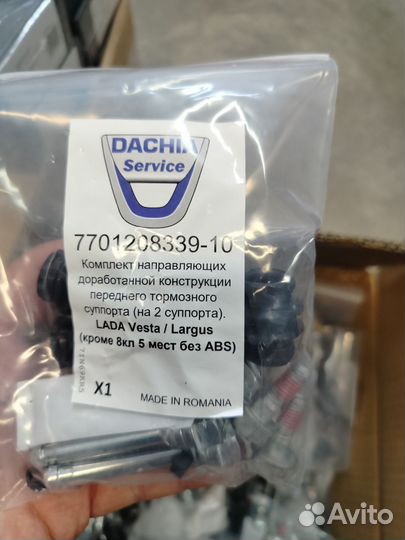 DACHIA
Service
7701208339-10
Комплект направляющих
доработанной конструкции
переднего тормозного
суппорта (на 2 суппорта).
LADA Vesta / Largus
(кроме 8кл 5 мест без ABS)
X1
MADE IN ROMANIA
Avito